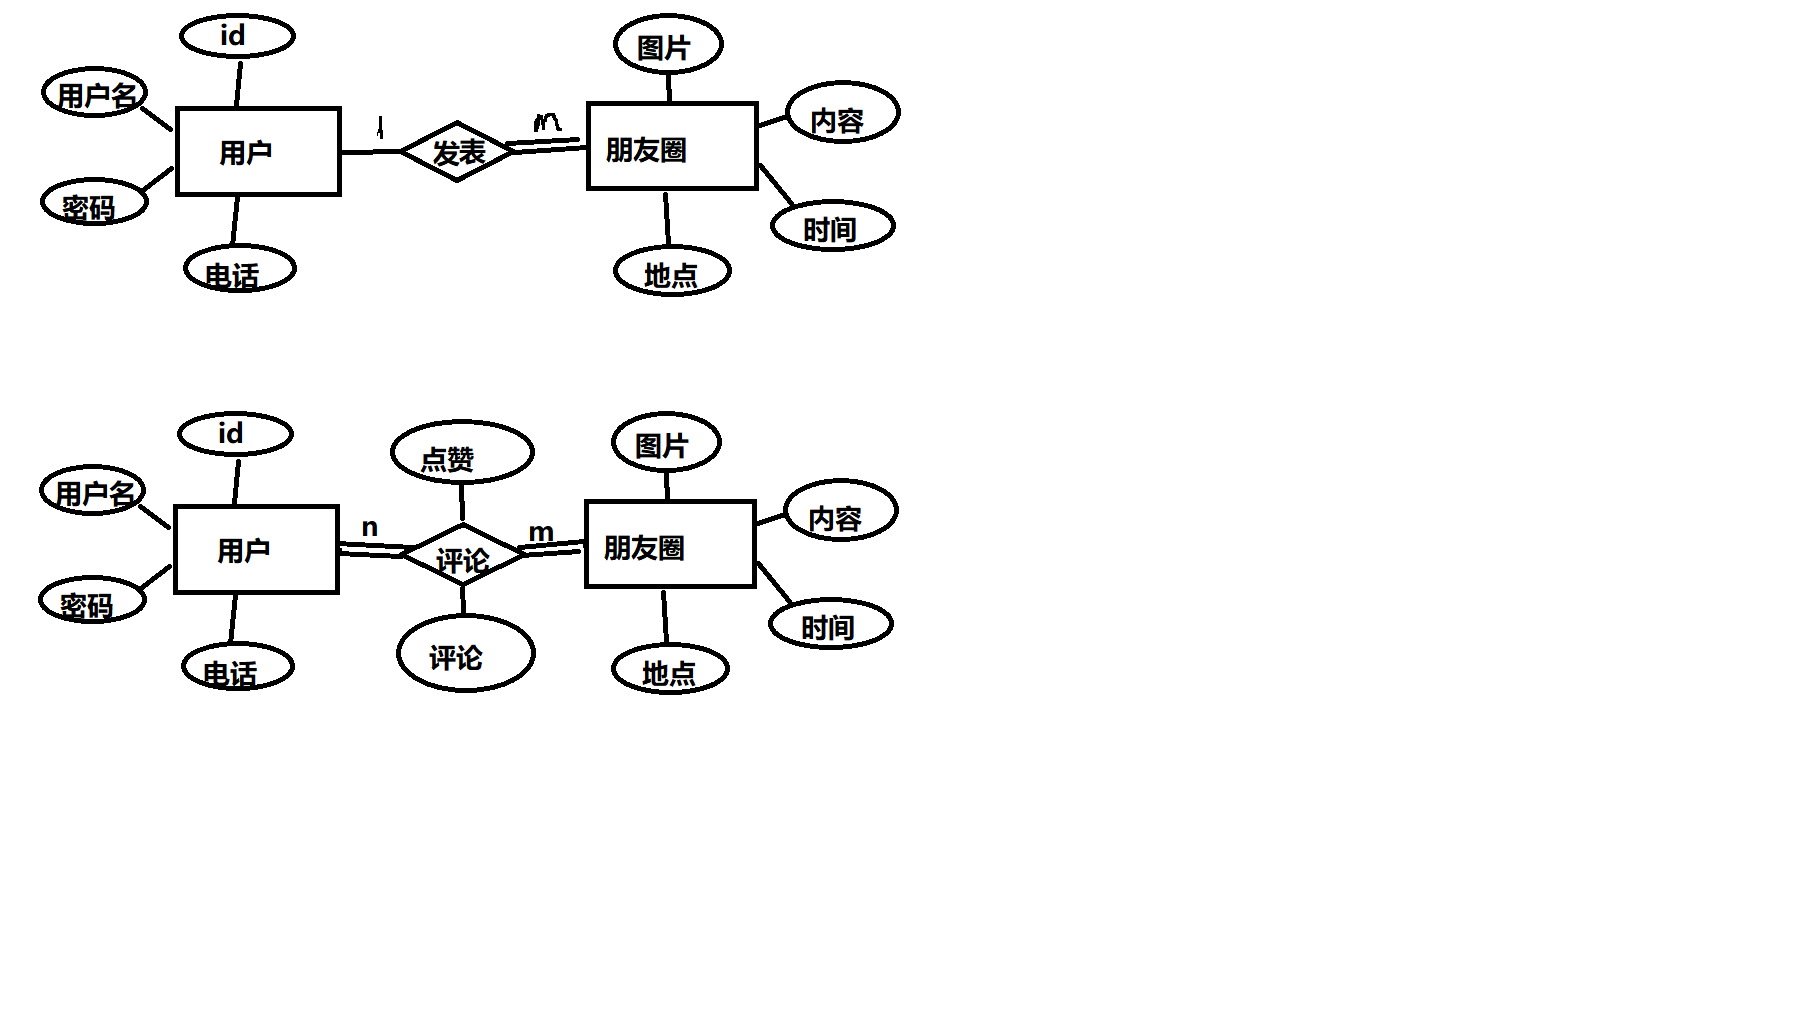 id
图片
用户名
内容
1
m
用户
发表
朋友圈
密码
时间
电话
地点
id
图片
点赞
用户名
内容
n
m
用户
评论
朋友圈
密码
时间
评论
电话
地点